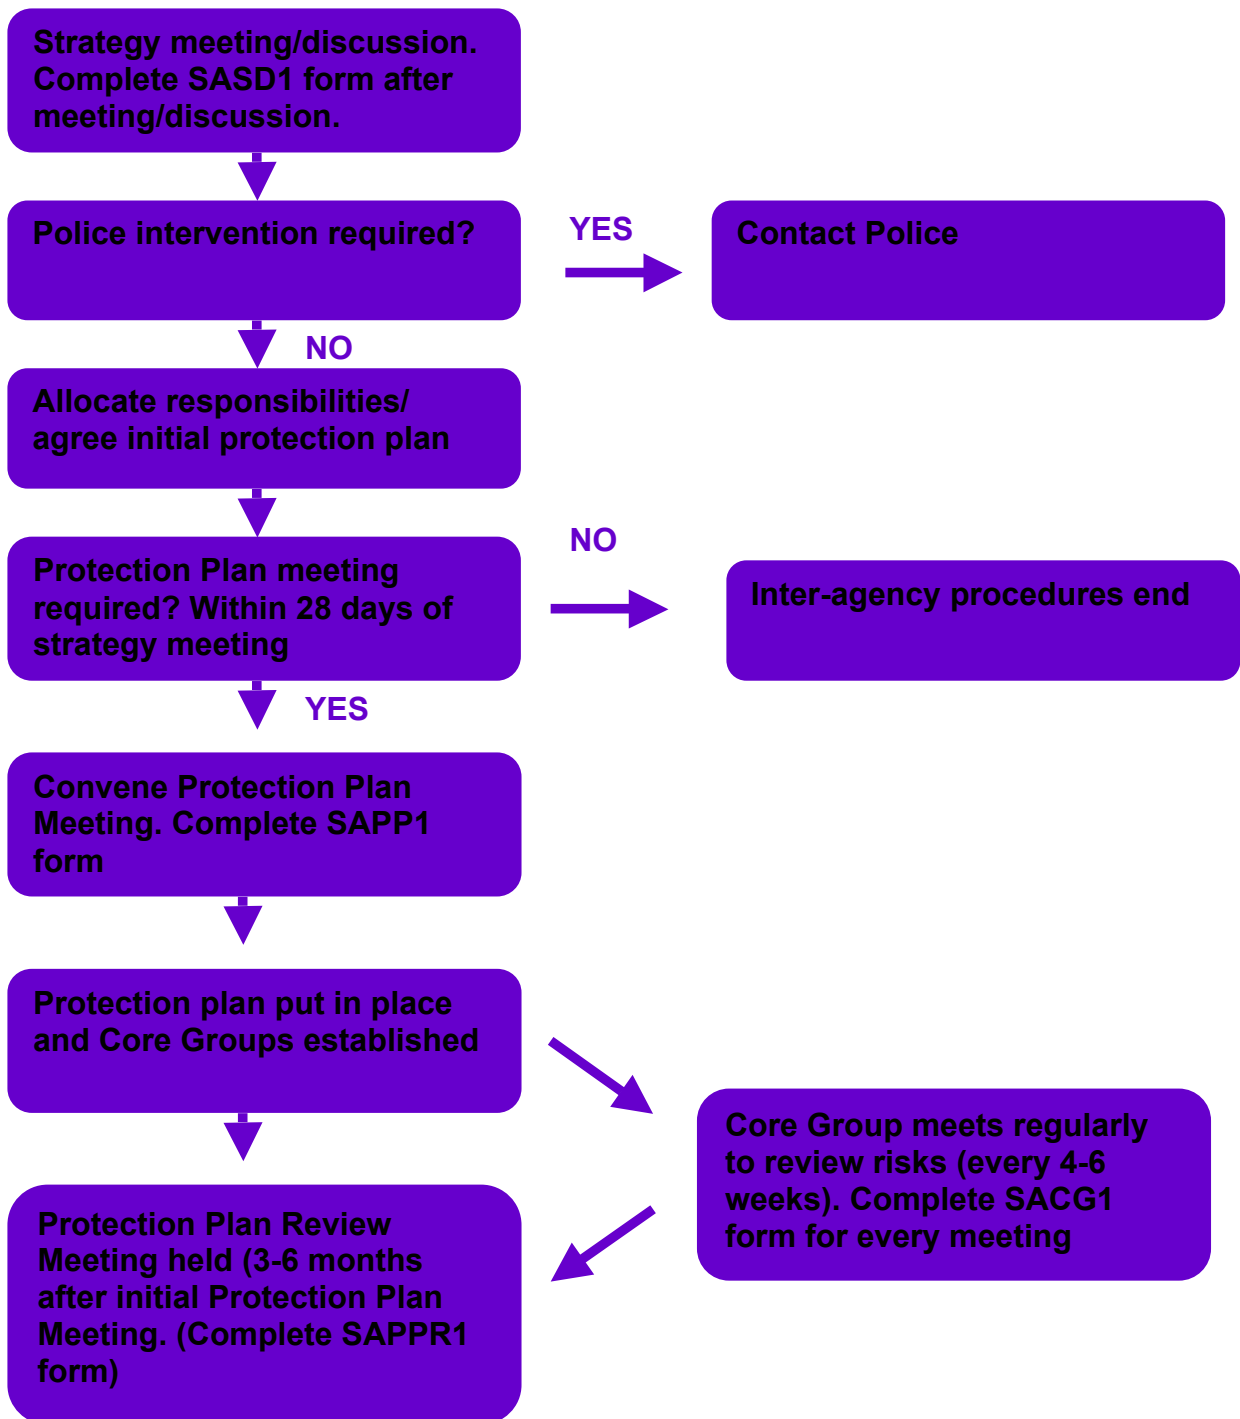 Strategy meeting/discussion.
Complete SASD1 form after
meeting/discussion.
Police intervention required?
YES
Contact Police
NO
Allocate responsibilities/
agree initial protection plan
Protection Plan meeting
required? Within 28 days of
strategy meeting
NO
Inter-agency procedures end
YES
Convene Protection Plan
Meeting. Complete SAPP1
form
Protection plan put in place
and Core Groups established
Core Group meets regularly
to review risks (every 4-6
weeks). Complete SACG1
form for every meeting
Protection Plan Review
Meeting held (3-6 months
after initial Protection Plan
Meeting. (Complete SAPPR1
form)